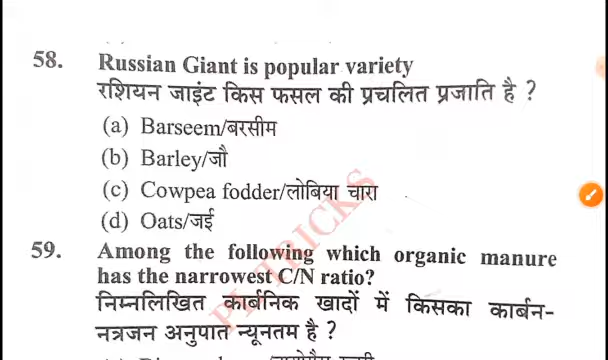 58. Russian Giant is popular variety
रशियन जाइंट किस फसल की प्रचलित प्रजाति है ?
(a) Barseem/बरसीम
(b) Barley/जौ
(c) Cowpea fodder/लोबिया चारा
(d) Oats/जई
59. Among the following which organic manure
has the narrowest C/N ratio?
निम्नलिखित कार्बनिक खादों में किसका कार्बन-
नत्रजन अनुपात न्यूनतम है ?